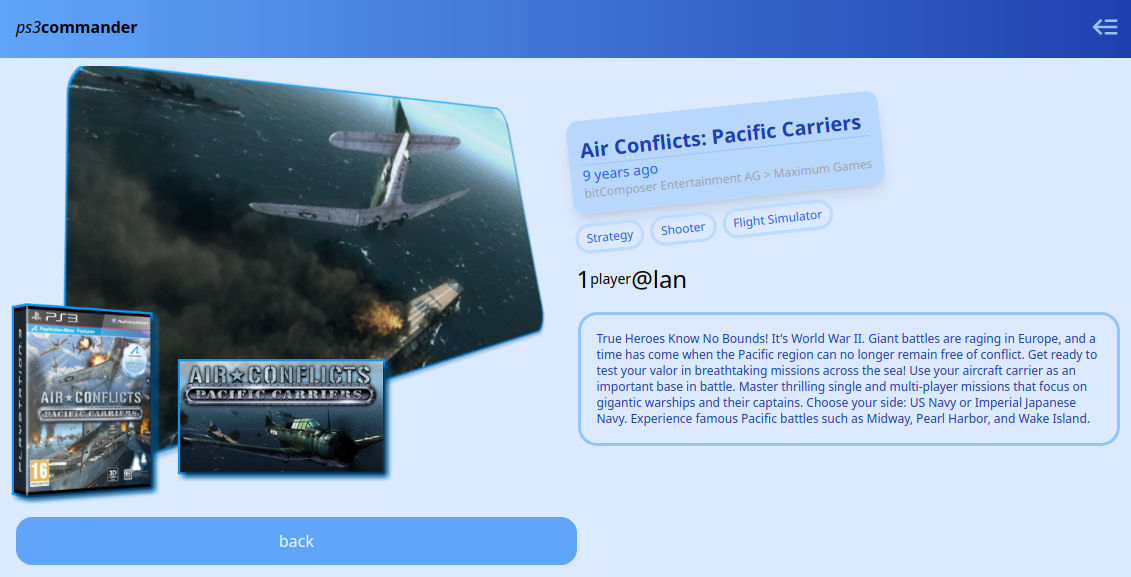 ps3commander
Air Conflicts: Pacific Carriers
9 years ago
bitComposer Entertainment AG > Maximum Games
Strategy
Shooter
Flight Simulator
1player@lan
True Heroes Know No Bounds! It's World War II. Giant battles are raging in Europe, and a
time has come when the Pacific region can no longer remain free of conflict. Get ready to
test your valor in breathtaking missions across the sea! Use your aircraft carrier as an
important base in battle. Master thrilling single and multi-player missions that focus on
gigantic warships and their captains. Choose your side: US Navy or Imperial Japanese
Navy. Experience famous Pacific battles such as Midway, Pearl Harbor, and Wake Island.
PS3
PlayStation Move Features
PLAYSTATION 3
AIR★CONFLICTS
PACIFIC CARRIERS
16
3D
AIR★CONFLICTS
PACIFIC CARRIERS
back